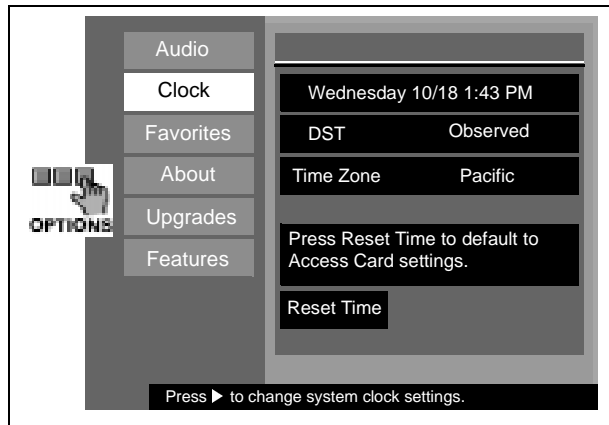 Audio
Clock
Favorites
About
Upgrades
Features
OPTIONS
Wednesday 10/18 1:43 PM
DST Observed
Time Zone Pacific
Press Reset Time to default to
Access Card settings.
Reset Time
Press ▶ to change system clock settings.